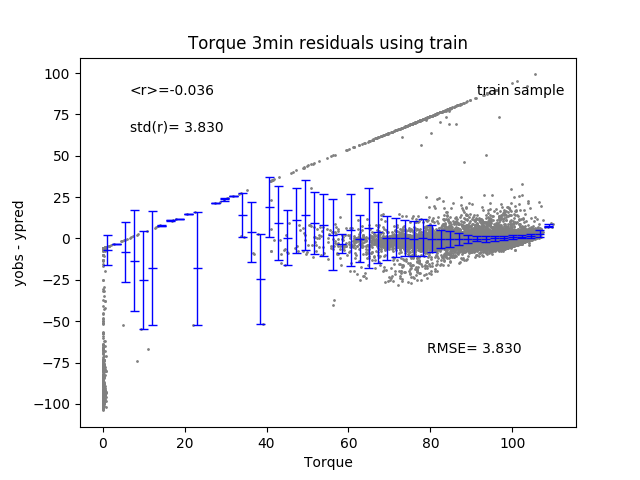 Torque 3min residuals using train
yobs - ypred
100
75
50
25
0
−25
−50
−75
−100
<r>=-0.036
train sample
std(r)= 3.830
RMSE= 3.830
0
20
40
60
80
100
Torque